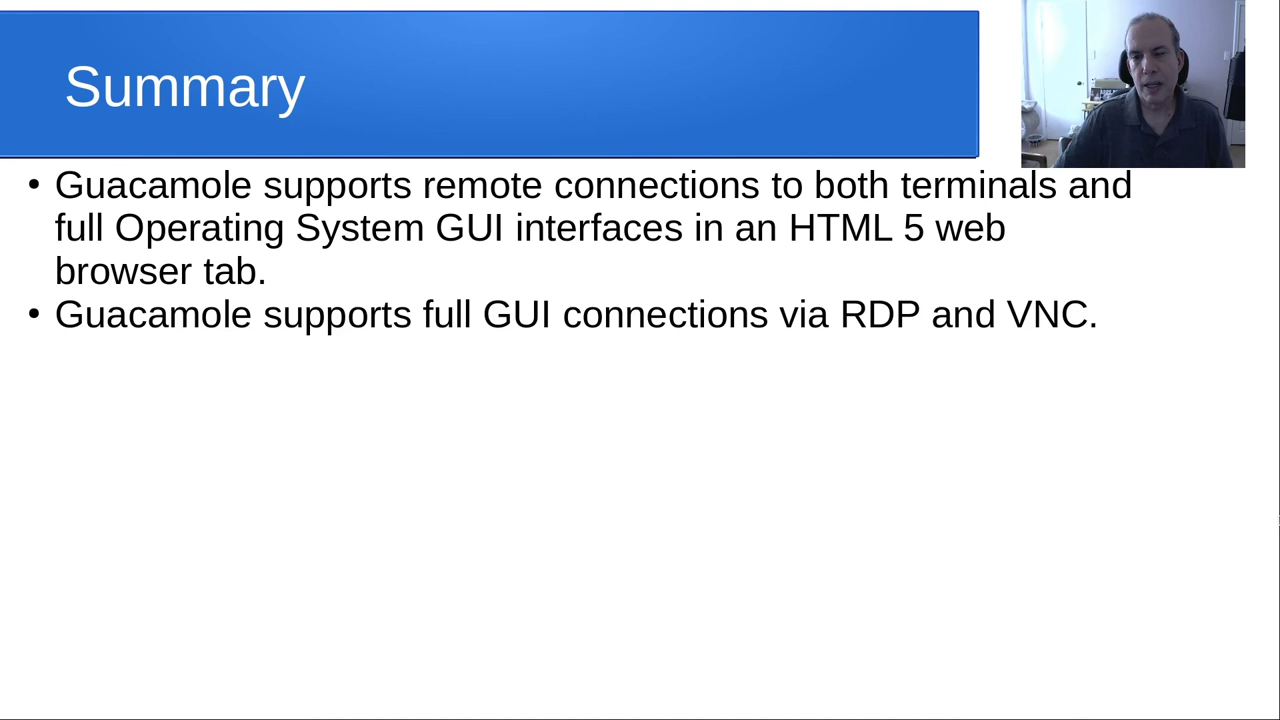 Summary
• Guacamole supports remote connections to both terminals and
full Operating System GUI interfaces in an HTML 5 web
browser tab.
• Guacamole supports full GUI connections via RDP and VNC.